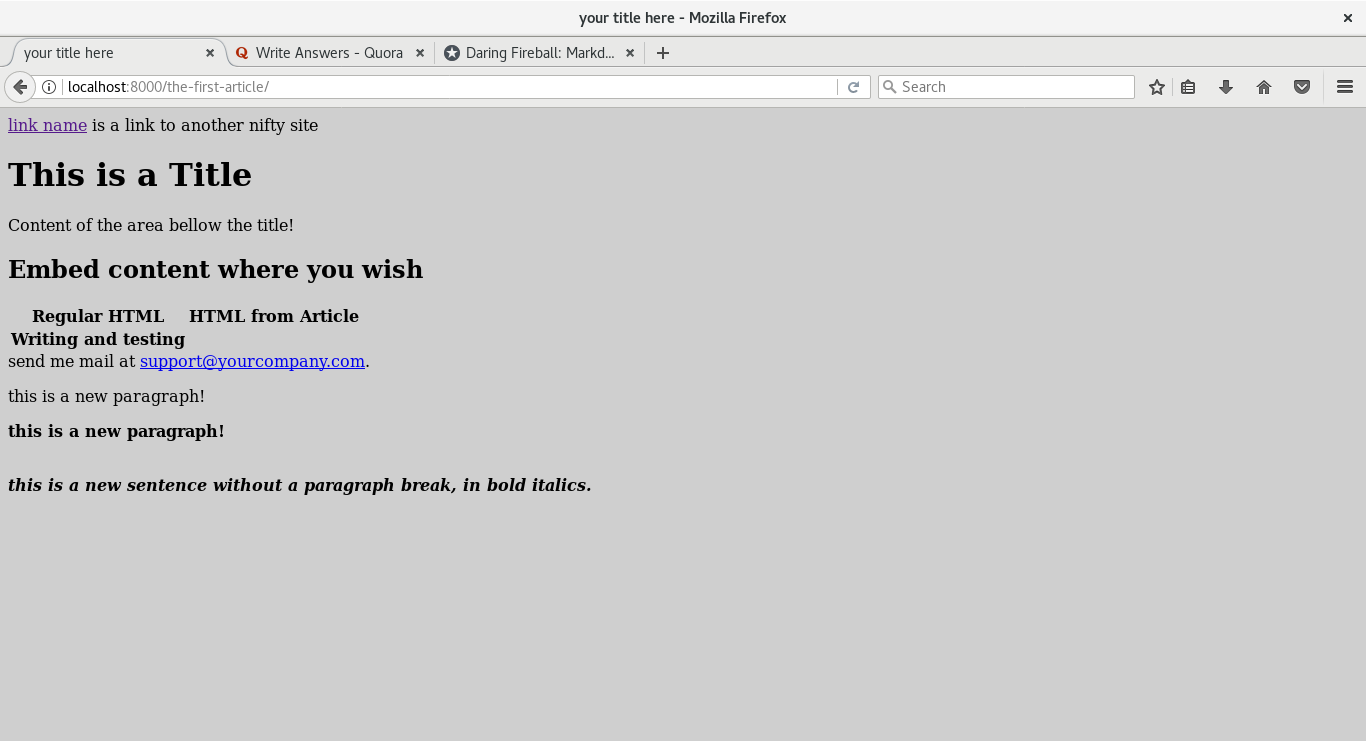 your title here - Mozilla Firefox
your title here
Write Answers - Quora
Daring Fireball: Markd...
localhost:8000/the-first-article/
Search
link name is a link to another nifty site
This is a Title
Content of the area bellow the title!
Embed content where you wish
Regular HTML HTML from Article
Writing and testing
send me mail at support@yourcompany.com.
this is a new paragraph!
this is a new paragraph!
this is a new sentence without a paragraph break, in bold italics.